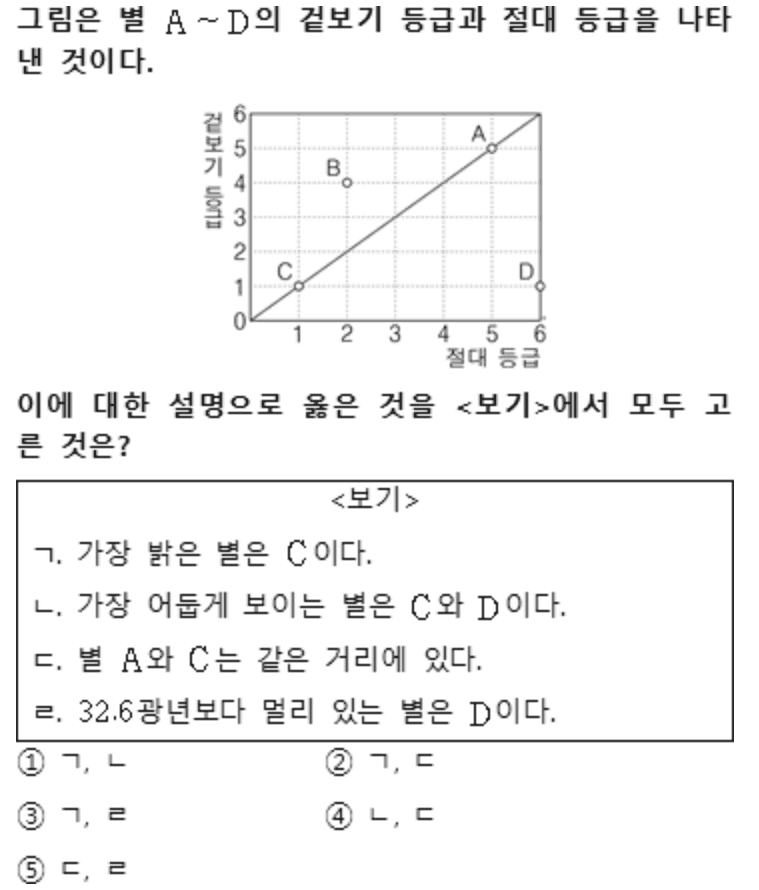 그림은 별 A ~ D의 겉보기 등급과 절대 등급을 나타
낸 것이다.
겉보기 등급
6
5
4
3
2
1
0
A
B
C
D
1 2 3 4 5 6
절대 등급
이에 대한 설명으로 옳은 것을 <보기>에서 모두 고
른 것은?
<보기>
ㄱ. 가장 밝은 별은 C이다.
ㄴ. 가장 어둡게 보이는 별은 C와 D이다.
ㄷ. 별 A와 C는 같은 거리에 있다.
ㄹ. 32.6광년보다 멀리 있는 별은 D이다.
① ㄱ, ㄴ ② ㄱ, ㄷ
③ ㄱ, ㄹ ④ ㄴ, ㄷ
⑤ ㄷ, ㄹ